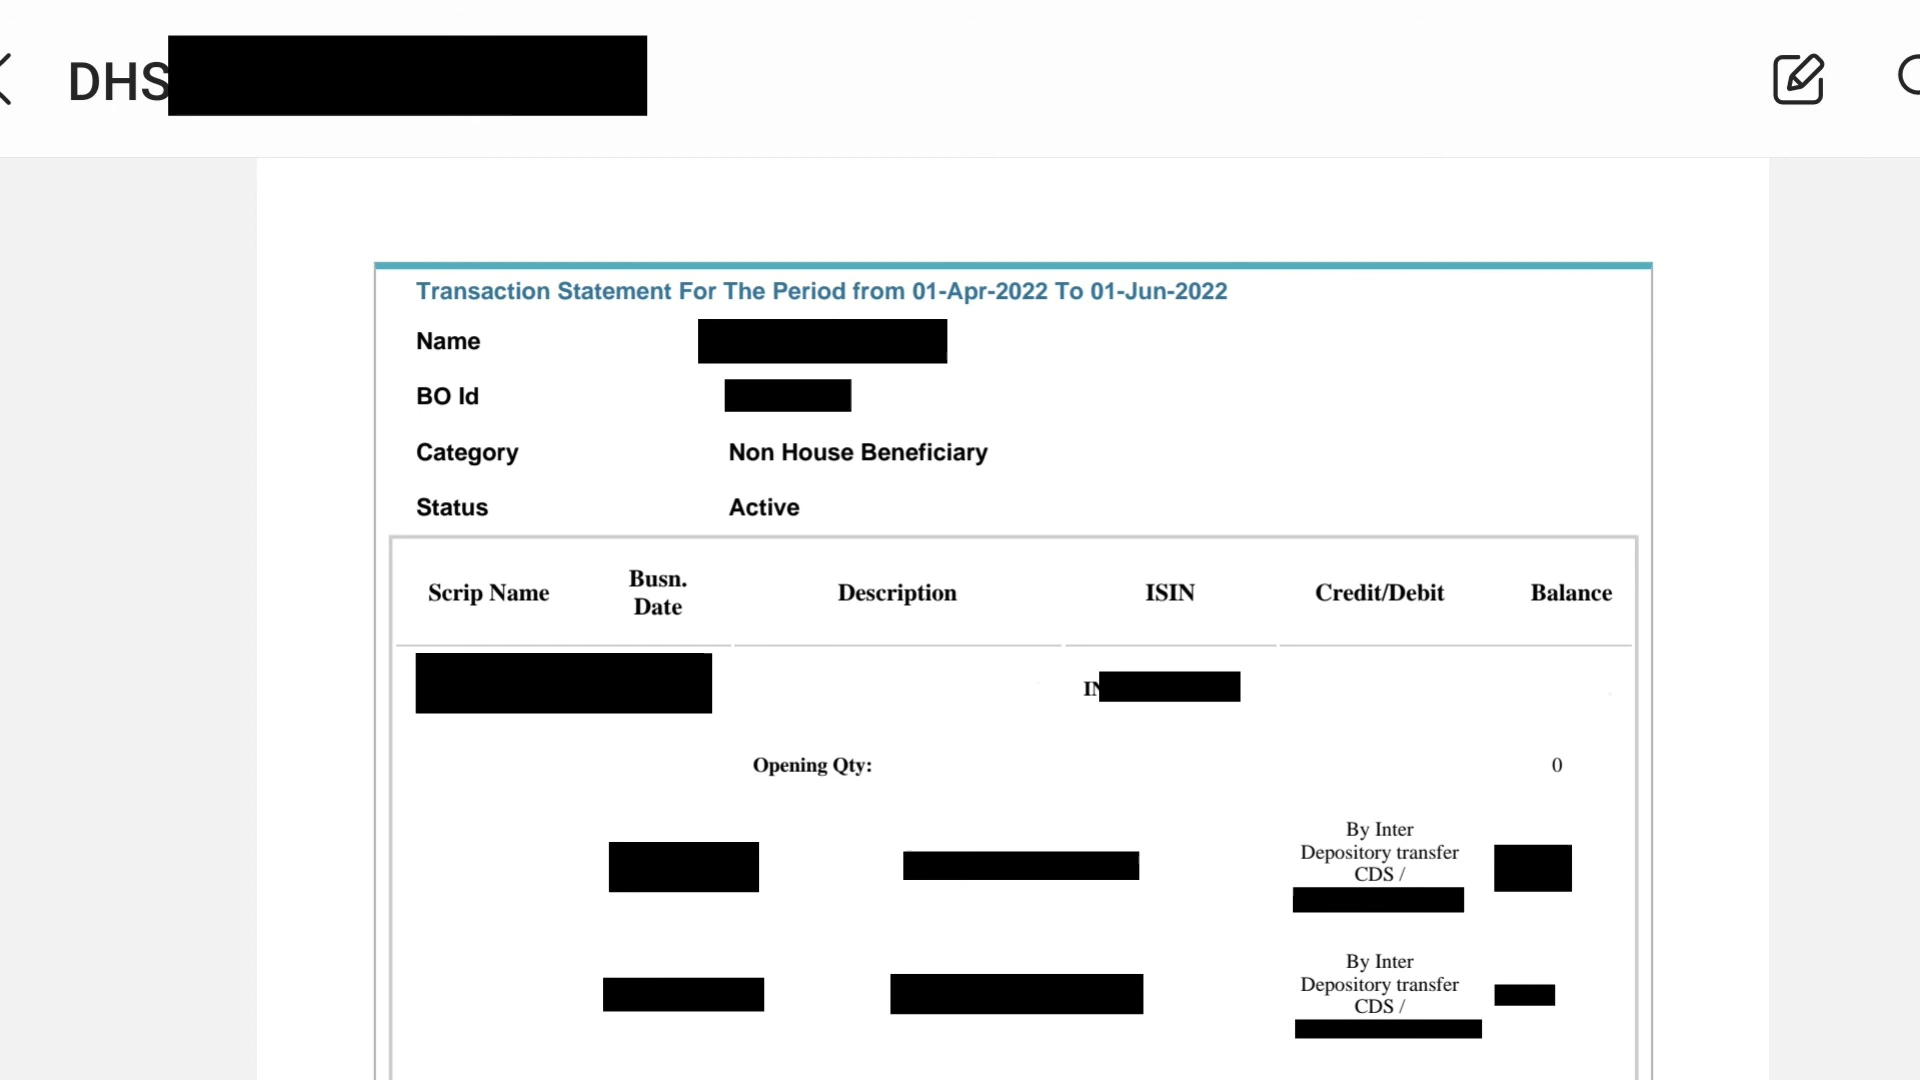 DHS
Transaction Statement For The Period from 01-Apr-2022 To 01-Jun-2022
Name
BO Id
Category Non House Beneficiary
Status Active
Scrip Name Busn. Date Description ISIN Credit/Debit Balance
Opening Qty: 0
By Inter
Depository transfer
CDS /
By Inter
Depository transfer
CDS /